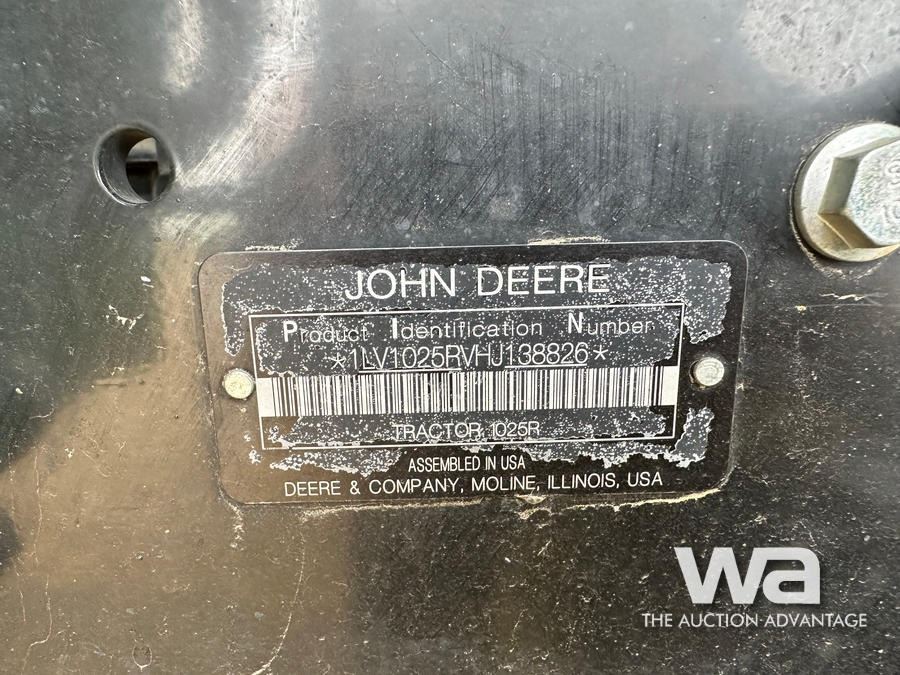 JOHN DEERE
Product Identification Number
*1LV1025RVHJ138826*
TRACTOR 1025R
ASSEMBLED IN USA
DEERE & COMPANY, MOLINE, ILLINOIS, USA
wa
THE AUCTION ADVANTAGE